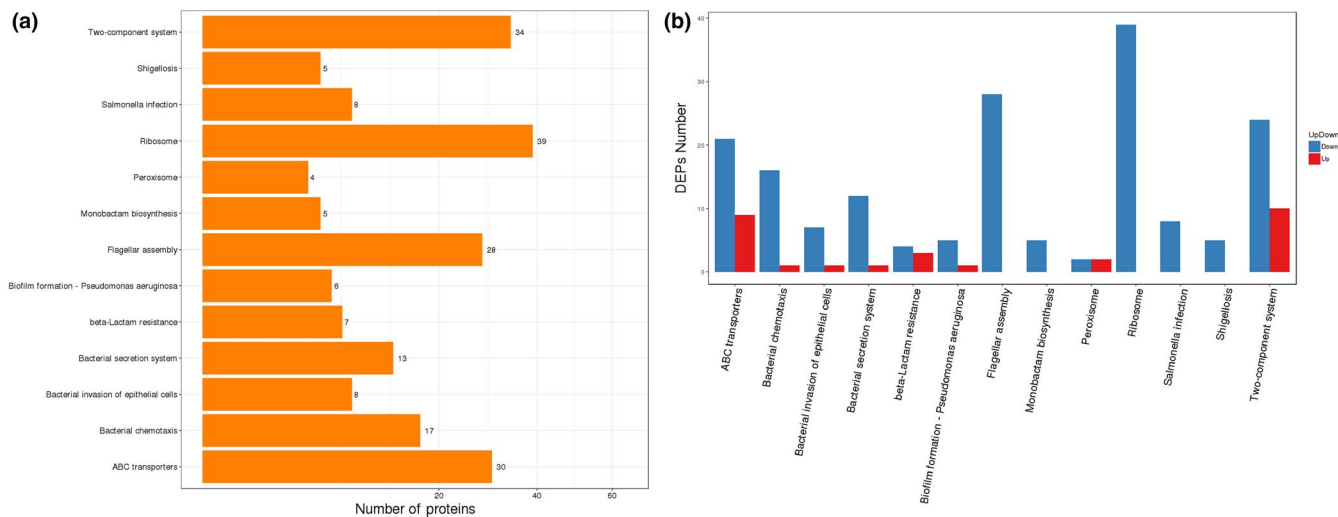 (a)
Two-component system
34
Shigellosis
5
Salmonella infection
8
Ribosome
39
Peroxisome
4
Monobactam biosynthesis
5
Flagellar assembly
28
Biofilm formation - Pseudomonas aeruginosa
6
beta-Lactam resistance
7
Bacterial secretion system
13
Bacterial invasion of epithelial cells
8
Bacterial chemotaxis
17
ABC transporters
30
20 40 60
Number of proteins
(b)
DEPs Number
40
30
20
10
0
ABC transporters
Bacterial chemotaxis
Bacterial invasion of epithelial cells
Bacterial secretion system
beta-Lactam resistance
Biofilm formation - Pseudomonas aeruginosa
Flagellar assembly
Monobactam biosynthesis
Peroxisome
Ribosome
Salmonella infection
Shigellosis
Two-component system
UpDown
Down
Up